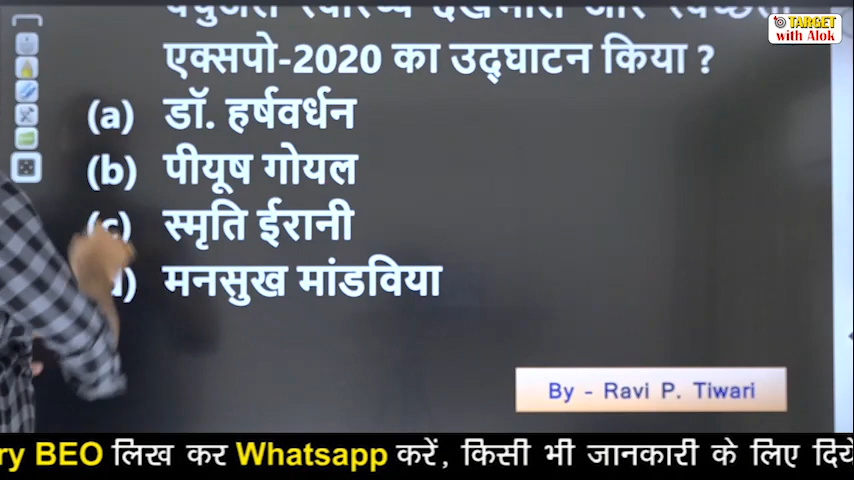 TARGET
with Alok
एक्सपो-2020 का उद्घाटन किया ?
(a) डॉ. हर्षवर्धन
(b) पीयूष गोयल
(c) स्मृति ईरानी
मनसुख मांडविया
By - Ravi P. Tiwari
ry BEO लिख कर Whatsapp करें, किसी भी जानकारी के लिए दिये